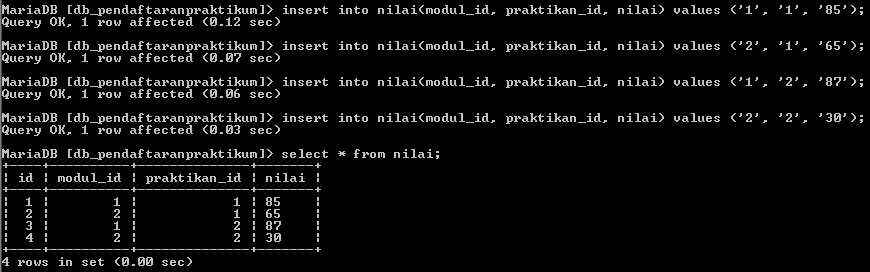 MariaDB [db_pendaftaranpraktikum]> insert into nilai(modul_id, praktikan_id, nilai) values ('1', '1', '85');
Query OK, 1 row affected (0.12 sec)
MariaDB [db_pendaftaranpraktikum]> insert into nilai(modul_id, praktikan_id, nilai) values ('2', '1', '65');
Query OK, 1 row affected (0.07 sec)
MariaDB [db_pendaftaranpraktikum]> insert into nilai(modul_id, praktikan_id, nilai) values ('1', '2', '87');
Query OK, 1 row affected (0.06 sec)
MariaDB [db_pendaftaranpraktikum]> insert into nilai(modul_id, praktikan_id, nilai) values ('2', '2', '30');
Query OK, 1 row affected (0.03 sec)
MariaDB [db_pendaftaranpraktikum]> select * from nilai;
+----+----------+--------------+-------+
| id | modul_id | praktikan_id | nilai |
+----+----------+--------------+-------+
|  1 |        1 |            1 | 85    |
|  2 |        2 |            1 | 65    |
|  3 |        1 |            2 | 87    |
|  4 |        2 |            2 | 30    |
+----+----------+--------------+-------+
4 rows in set (0.00 sec)